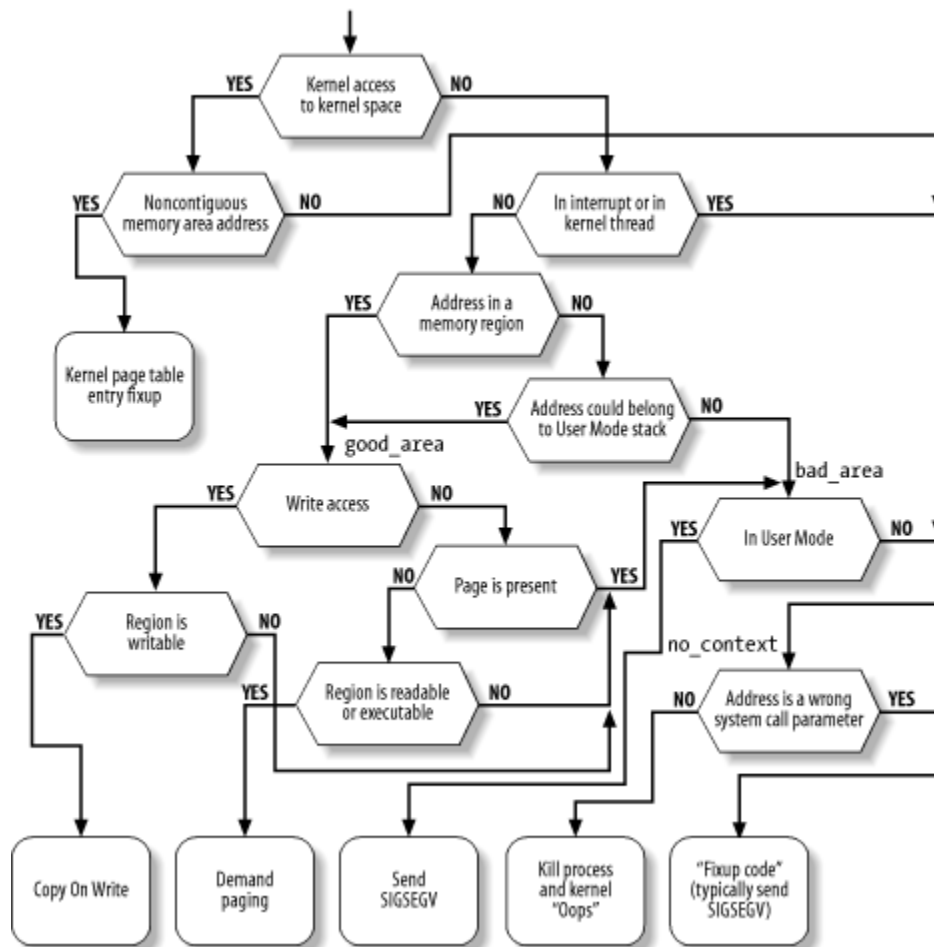 YES
Kernel access
to kernel space
NO
YES
Noncontiguous
memory area address
NO
NO
In interrupt or in
kernel thread
YES
YES
Address in a
memory region
NO
Kernel page table
entry fixup
YES
Address could belong
to User Mode stack
NO
good_area
bad_area
YES
Write access
NO
YES
In User Mode
NO
NO
Page is present
YES
YES
Region is
writable
NO
no_context
YES
Region is readable
or executable
NO
NO
Address is a wrong
system call parameter
YES
Copy On Write
Demand
paging
Send
SIGSEGV
Kill process
and kernel
"Oops"
"Fixup code"
(typically send
SIGSEGV)